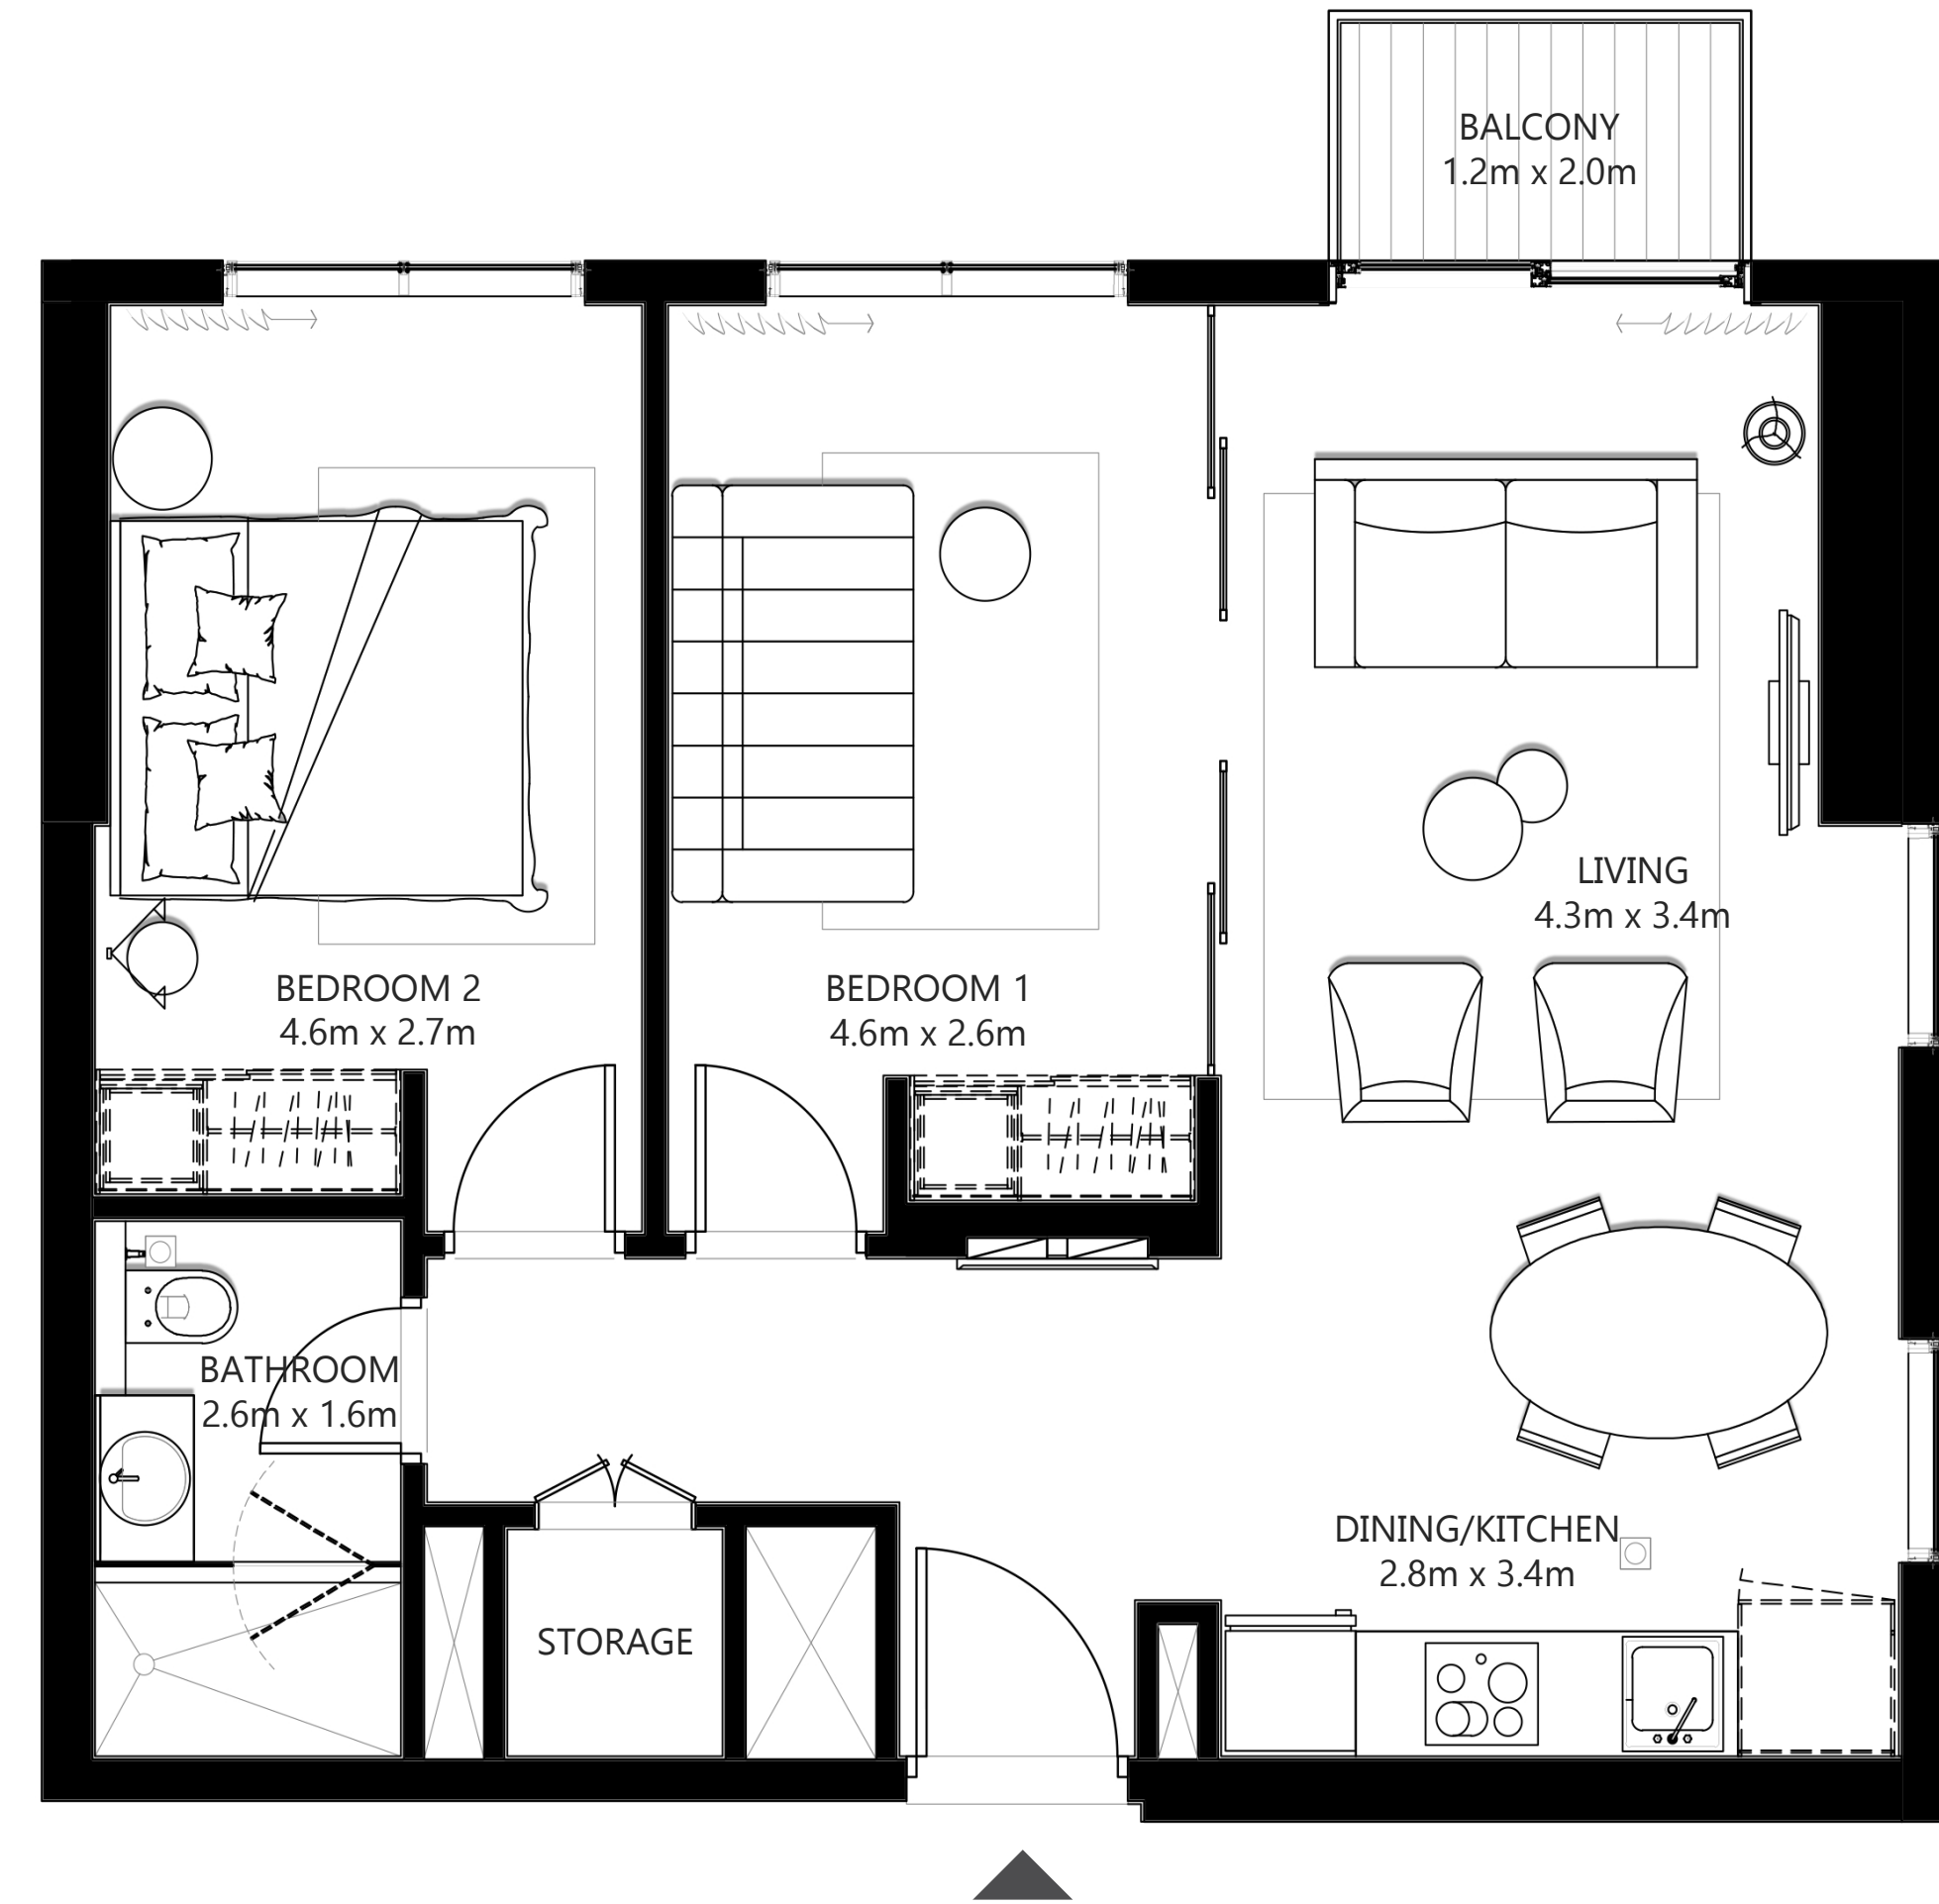 BALCONY
1.2m x 2.0m
LIVING
4.3m x 3.4m
BEDROOM 2
4.6m x 2.7m
BEDROOM 1
4.6m x 2.6m
BATHROOM
2.6m x 1.6m
DINING/KITCHEN
2.8m x 3.4m
STORAGE